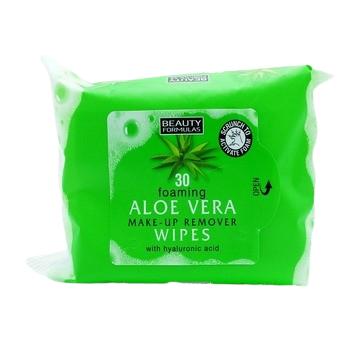 BEAUTY
FORMULAS
SCRUNCH TO
ACTIVATE FOAM
30
foaming
ALOE VERA
MAKE-UP REMOVER
WIPES
with hyaluronic acid
OPEN